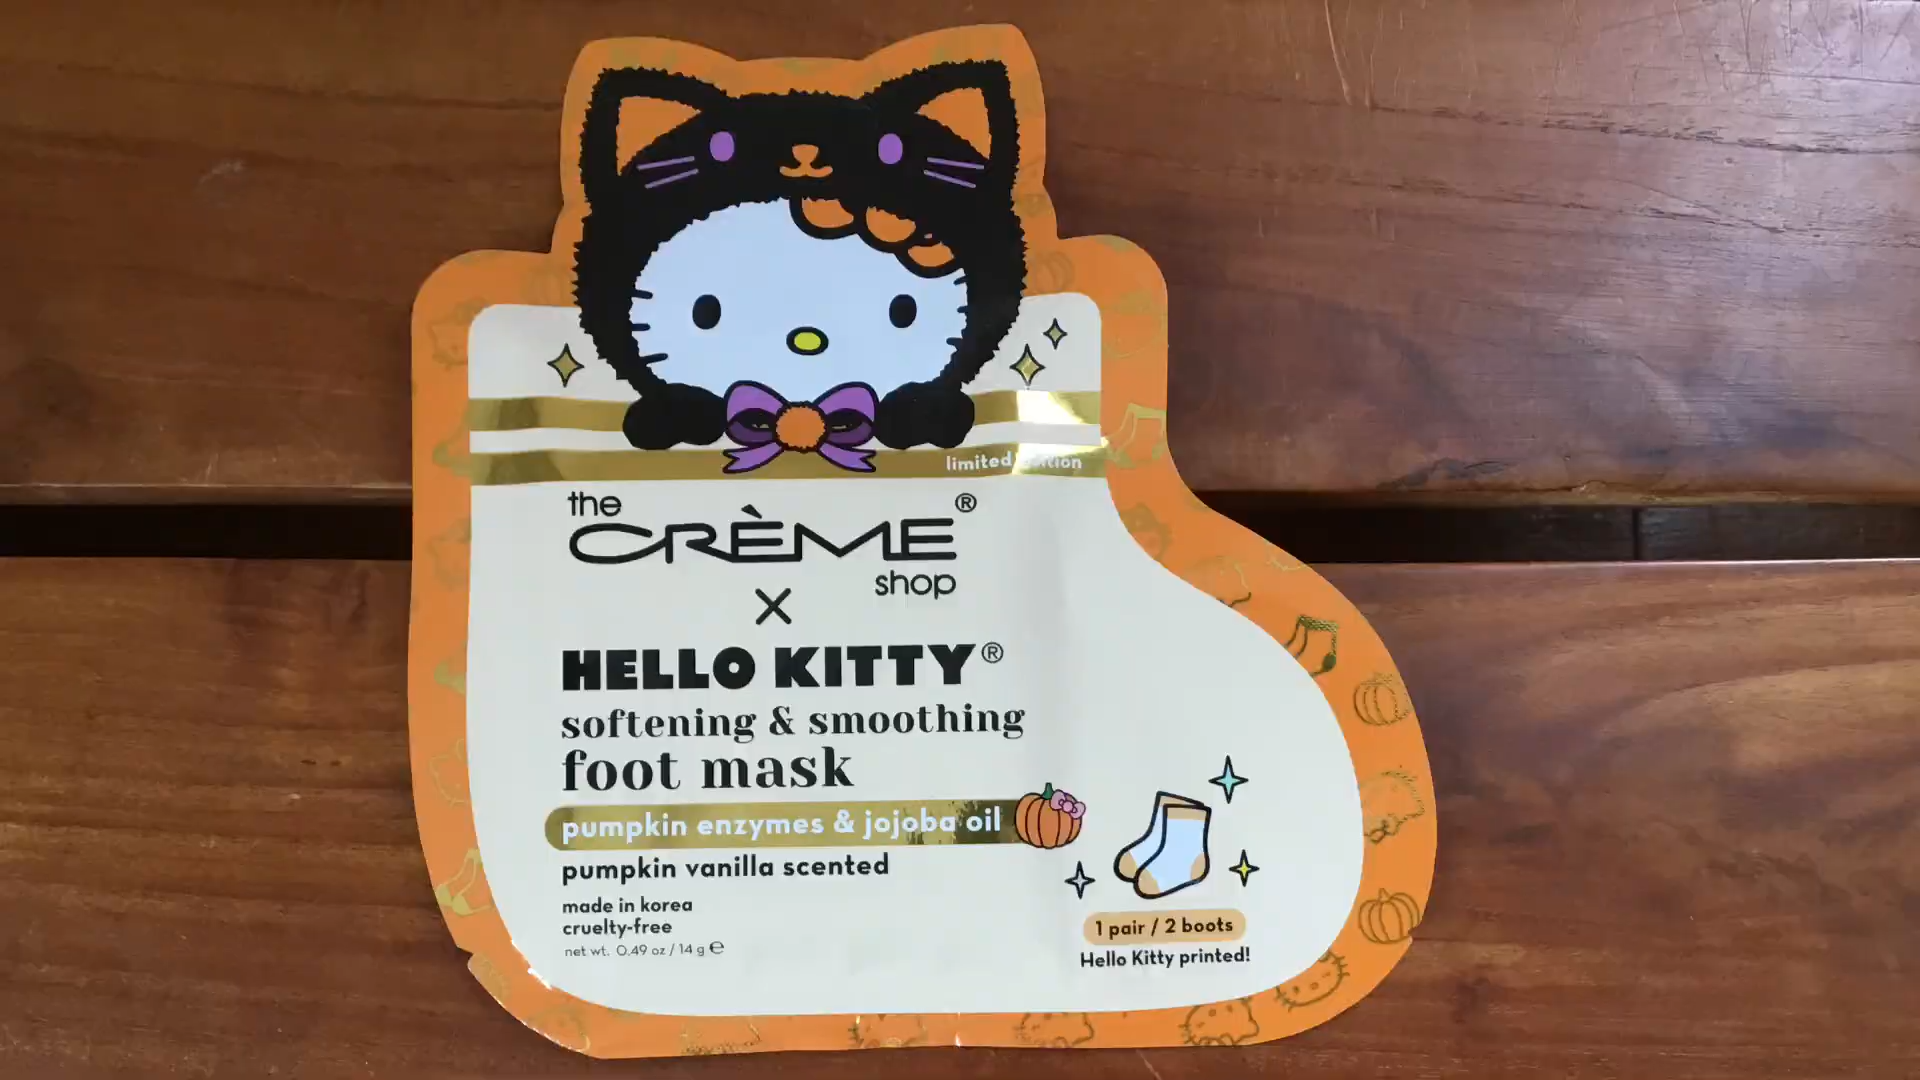 limited edition
the
CRÈME®
shop
X
HELLO KITTY®
softening & smoothing
foot mask
pumpkin enzymes & jojoba oil
pumpkin vanilla scented
made in korea
cruelty-free
net wt. 0.49 oz / 14 g ℮
1 pair / 2 boots
Hello Kitty printed!